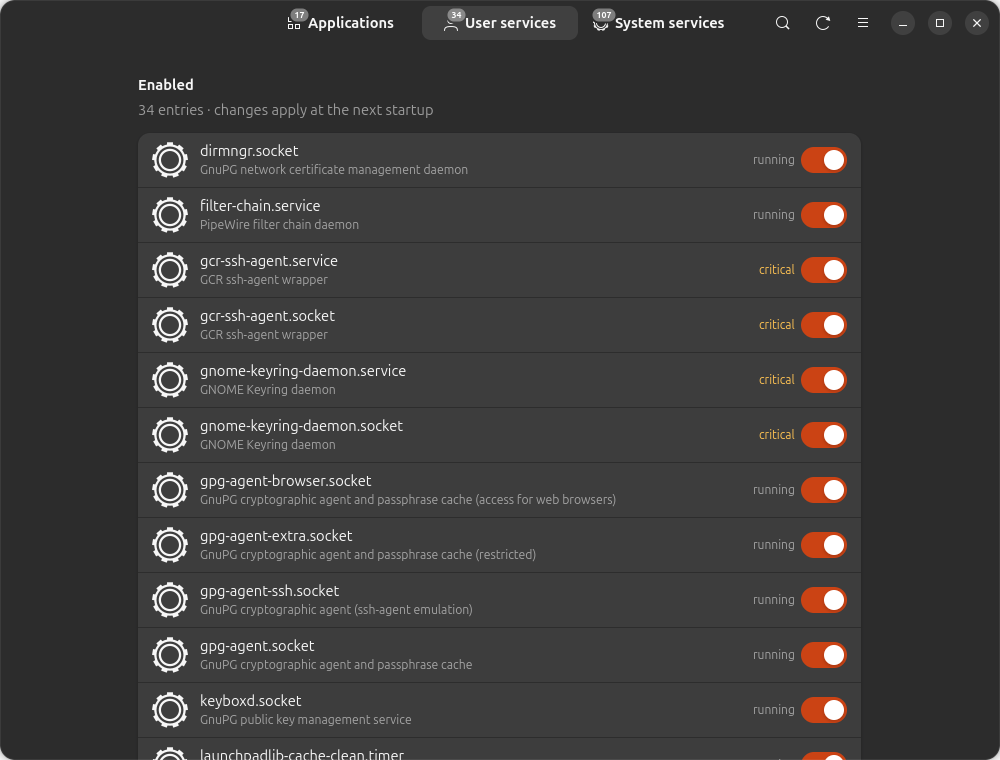 17
Applications
34
User services
107
System services
Enabled
34 entries · changes apply at the next startup
dirmngr.socket
GnuPG network certificate management daemon
running
filter-chain.service
PipeWire filter chain daemon
running
gcr-ssh-agent.service
GCR ssh-agent wrapper
critical
gcr-ssh-agent.socket
GCR ssh-agent wrapper
critical
gnome-keyring-daemon.service
GNOME Keyring daemon
critical
gnome-keyring-daemon.socket
GNOME Keyring daemon
critical
gpg-agent-browser.socket
GnuPG cryptographic agent and passphrase cache (access for web browsers)
running
gpg-agent-extra.socket
GnuPG cryptographic agent and passphrase cache (restricted)
running
gpg-agent-ssh.socket
GnuPG cryptographic agent (ssh-agent emulation)
running
gpg-agent.socket
GnuPG cryptographic agent and passphrase cache
running
keyboxd.socket
GnuPG public key management service
running
launchpadlib-cache-clean.timer